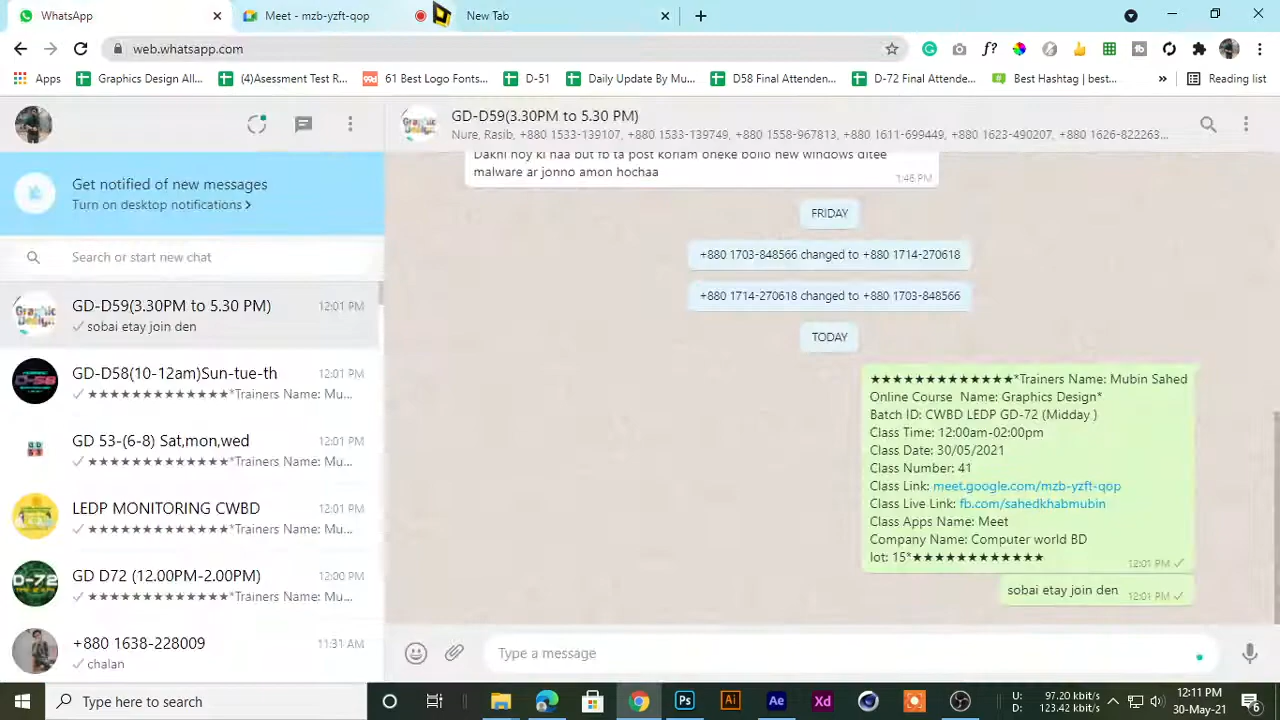 WhatsApp
Meet - mzb-yzft-qop
New Tab
web.whatsapp.com
Apps
Graphics Design All...
(4)Asessment Test R...
61 Best Logo Fonts...
D-51
Daily Update By Mu...
D58 Final Attenden...
D-72 Final Attende...
Best Hashtag | best...
»
Reading list
GD-D59(3.30PM to 5.30 PM)
Nure, Rasib, +880 1533-139107, +880 1533-139749, +880 1558-967813, +880 1611-699449, +880 1623-490207, +880 1626-822263...
Get notified of new messages
Turn on desktop notifications >
Search or start new chat
GD-D59(3.30PM to 5.30 PM)
12:01 PM
sobai etay join den
GD-D58(10-12am)Sun-tue-th
12:01 PM
★★★★★★★★★★★★★*Trainers Name: Mu...
GD 53-(6-8) Sat,mon,wed
12:01 PM
★★★★★★★★★★★★★*Trainers Name: Mu...
LEDP MONITORING CWBD
12:01 PM
★★★★★★★★★★★★★*Trainers Name: Mu...
GD D72 (12.00PM-2.00PM)
12:00 PM
★★★★★★★★★★★★★*Trainers Name: Mu...
+880 1638-228009
11:31 AM
chalan
Dakhi noy ki naa but fb ta post korlam oneke bollo new windows ditee
malware ar jonno amon hochaa
1:46 PM
FRIDAY
+880 1703-848566 changed to +880 1714-270618
+880 1714-270618 changed to +880 1703-848566
TODAY
★★★★★★★★★★★★★*Trainers Name: Mubin Sahed
Online Course Name: Graphics Design*
Batch ID: CWBD LEDP GD-72 (Midday )
Class Time: 12:00am-02:00pm
Class Date: 30/05/2021
Class Number: 41
Class Link: meet.google.com/mzb-yzft-qop
Class Live Link: fb.com/sahedkhabmubin
Class Apps Name: Meet
Company Name: Computer world BD
lot: 15*★★★★★★★★★★★★
12:01 PM
sobai etay join den
12:01 PM
Type a message
Type here to search
Ps
Ai
Ae
Xd
U: 97.20 kbit/s
D: 123.42 kbit/s
12:11 PM
30-May-21
6